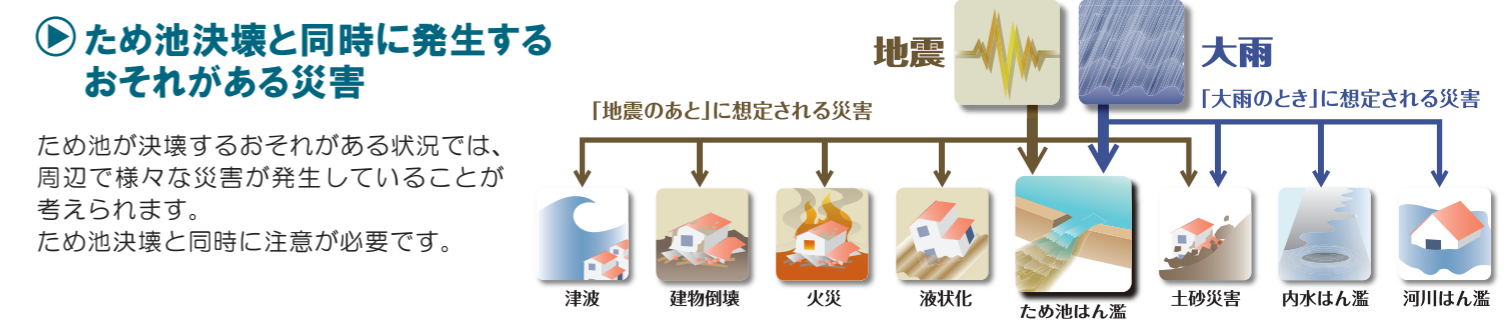 ため池決壊と同時に発生する
おそれがある災害
ため池が決壊するおそれがある状況では、
周辺で様々な災害が発生していることが
考えられます。
ため池決壊と同時に注意が必要です。
地震
大雨
「地震のあと」に想定される災害
「大雨のとき」に想定される災害
津波
建物倒壊
火災
液状化
ため池はん濫
土砂災害
内水はん濫
河川はん濫